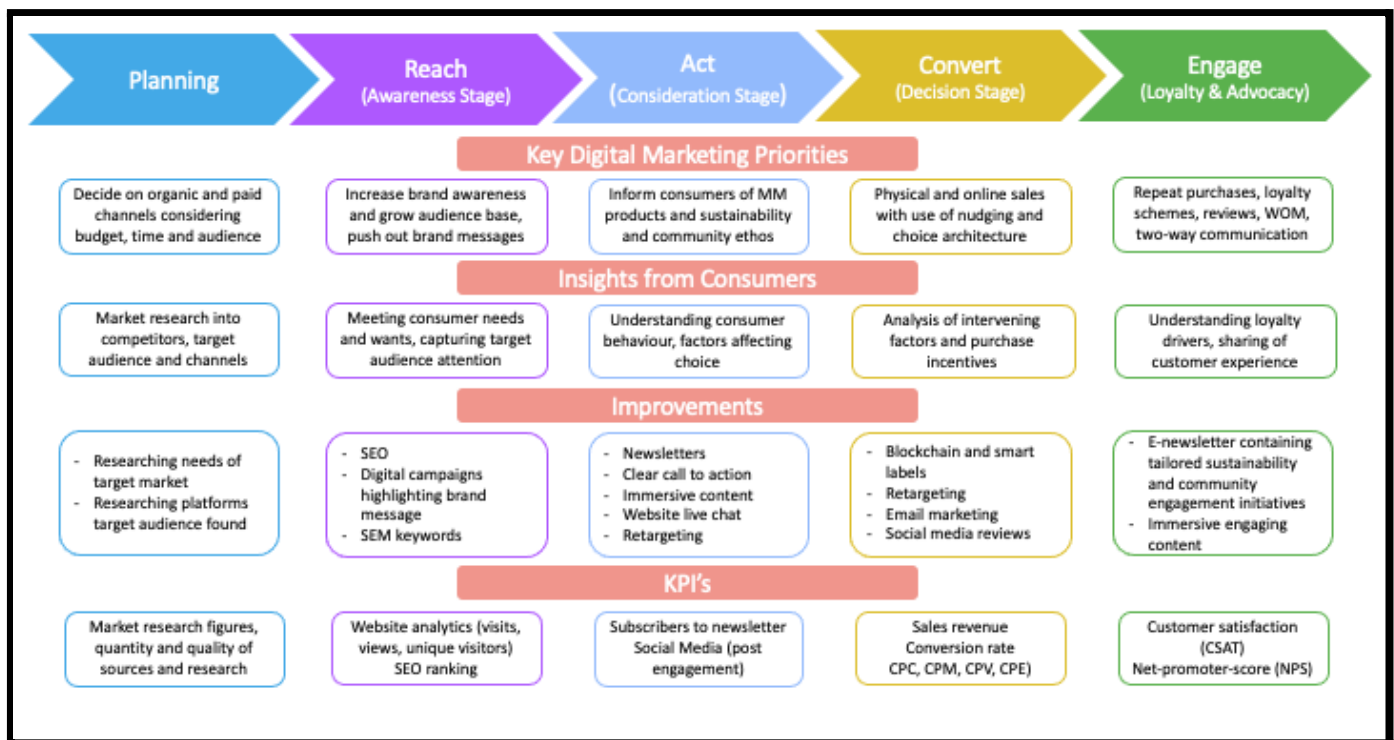 Planning
Reach
(Awareness Stage)
Act
(Consideration Stage)
Convert
(Decision Stage)
Engage
(Loyalty & Advocacy)
Key Digital Marketing Priorities
Decide on organic and paid
channels considering
budget, time and audience
Increase brand awareness
and grow audience base,
push out brand messages
Inform consumers of MM
products and sustainability
and community ethos
Physical and online sales
with use of nudging and
choice architecture
Repeat purchases, loyalty
schemes, reviews, WOM,
two-way communication
Insights from Consumers
Market research into
competitors, target
audience and channels
Meeting consumer needs
and wants, capturing target
audience attention
Understanding consumer
behaviour, factors affecting
choice
Analysis of intervening
factors and purchase
incentives
Understanding loyalty
drivers, sharing of
customer experience
Improvements
- Researching needs of
target market
- Researching platforms
target audience found
- SEO
- Digital campaigns
highlighting brand
message
- SEM keywords
- Newsletters
- Clear call to action
- Immersive content
- Website live chat
- Retargeting
- Blockchain and smart
labels
- Retargeting
- Email marketing
- Social media reviews
- E-newsletter containing
tailored sustainability
and community
engagement initiatives
- Immersive engaging
content
KPI's
Market research figures,
quantity and quality of
sources and research
Website analytics (visits,
views, unique visitors)
SEO ranking
Subscribers to newsletter
Social Media (post
engagement)
Sales revenue
Conversion rate
CPC, CPM, CPV, CPE)
Customer satisfaction
(CSAT)
Net-promoter-score (NPS)